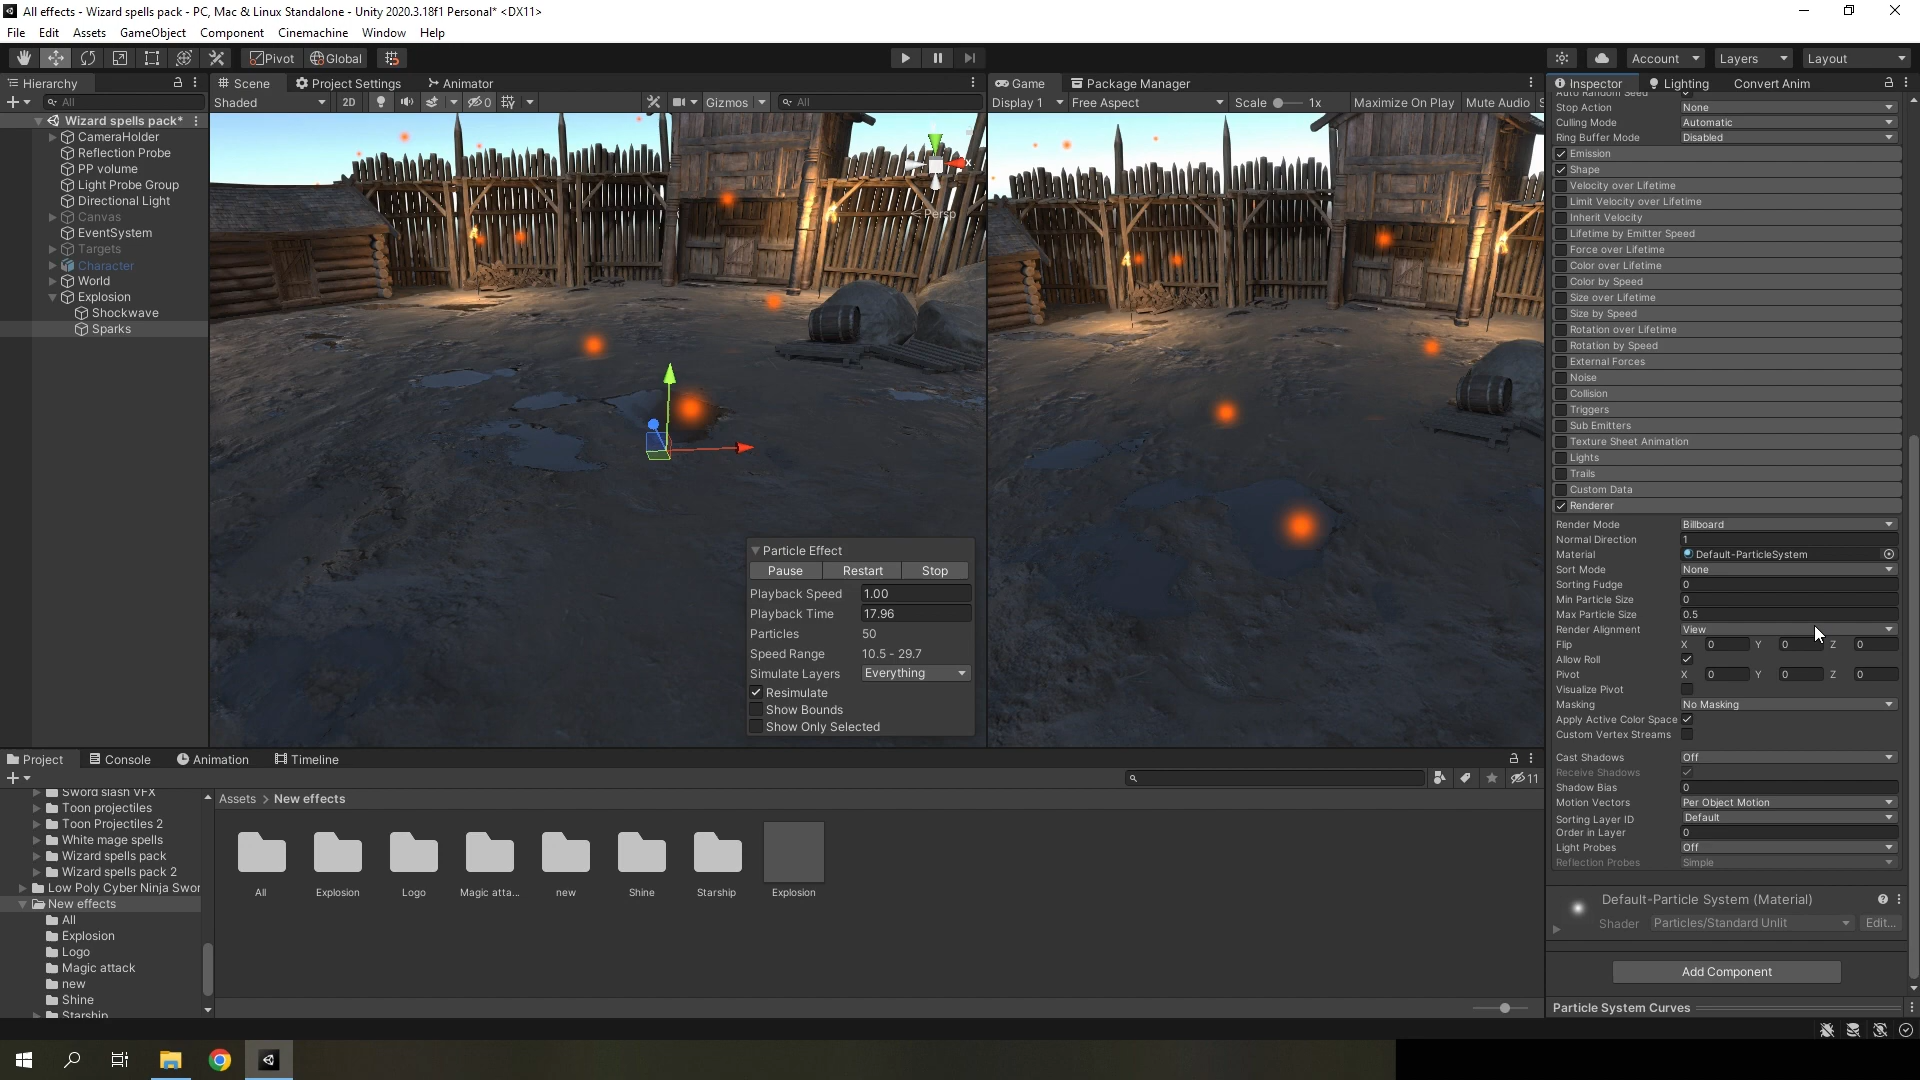 All effects - Wizard spells pack - PC, Mac & Linux Standalone - Unity 2020.3.18f1 Personal* <DX11>
File Edit Assets GameObject Component Cinemachine Window Help
Pivot Global Account Layers Layout
Hierarchy
All
Wizard spells pack*
CameraHolder
Reflection Probe
PP volume
Light Probe Group
Directional Light
Canvas
EventSystem
Targets
Character
World
Explosion
Shockwave
Sparks
Scene Project Settings Animator
Shaded 2D 0 Gizmos All
x
Persp
Particle Effect
Pause Restart Stop
Playback Speed 1.00
Playback Time 17.96
Particles 50
Speed Range 10.5 - 29.7
Simulate Layers Everything
Resimulate
Show Bounds
Show Only Selected
Game Package Manager
Display 1 Free Aspect Scale 1x Maximize On Play Mute Audio S
Inspector Lighting Convert Anim
Auto Random Seed
Stop Action None
Culling Mode Automatic
Ring Buffer Mode Disabled
Emission
Shape
Velocity over Lifetime
Limit Velocity over Lifetime
Inherit Velocity
Lifetime by Emitter Speed
Force over Lifetime
Color over Lifetime
Color by Speed
Size over Lifetime
Size by Speed
Rotation over Lifetime
Rotation by Speed
External Forces
Noise
Collision
Triggers
Sub Emitters
Texture Sheet Animation
Lights
Trails
Custom Data
Renderer
Render Mode Billboard
Normal Direction 1
Material Default-ParticleSystem
Sort Mode None
Sorting Fudge 0
Min Particle Size 0
Max Particle Size 0.5
Render Alignment View
Flip X 0 Y 0 Z 0
Allow Roll
Pivot X 0 Y 0 Z 0
Visualize Pivot
Masking No Masking
Apply Active Color Space
Custom Vertex Streams
Cast Shadows Off
Receive Shadows
Shadow Bias 0
Motion Vectors Per Object Motion
Sorting Layer ID Default
Order in Layer 0
Light Probes Off
Reflection Probes Simple
Default-Particle System (Material)
Shader Particles/Standard Unlit Edit...
Add Component
Particle System Curves
Project Console Animation Timeline
11
Sword slash VFX
Toon projectiles
Toon Projectiles 2
White mage spells
Wizard spells pack
Wizard spells pack 2
Low Poly Cyber Ninja Swor
New effects
All
Explosion
Logo
Magic attack
new
Shine
Starship
Assets > New effects
All Explosion Logo Magic atta... new Shine Starship Explosion